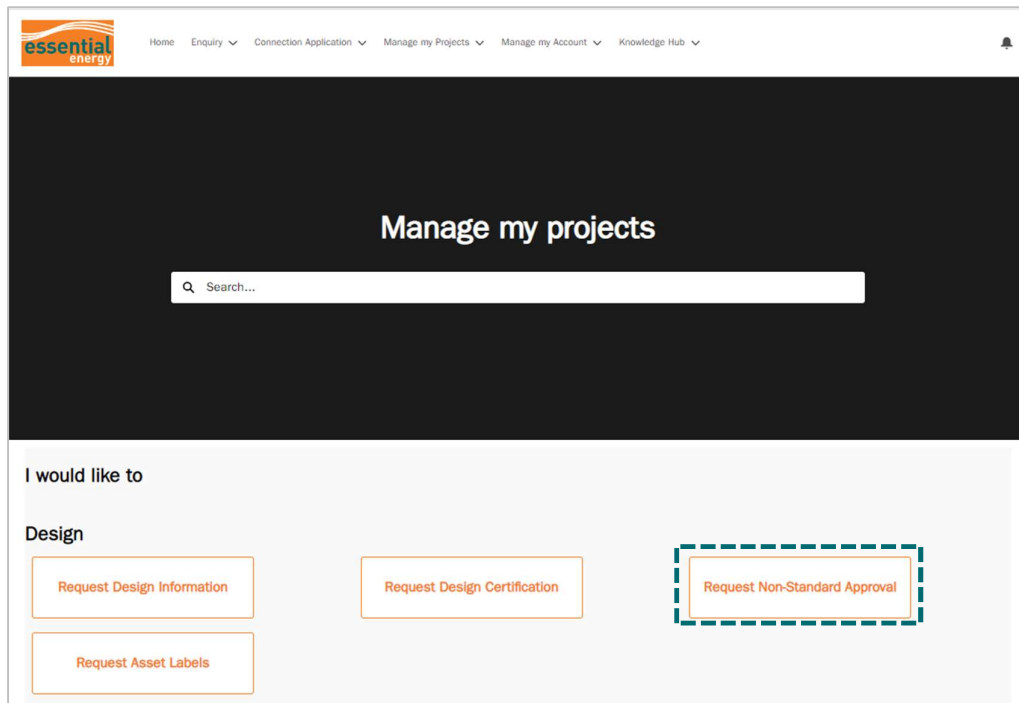 essential
energy
Home Enquiry Connection Application Manage my Projects Manage my Account Knowledge Hub
Manage my projects
Search...
I would like to
Design
Request Design Information Request Design Certification Request Non-Standard Approval
Request Asset Labels